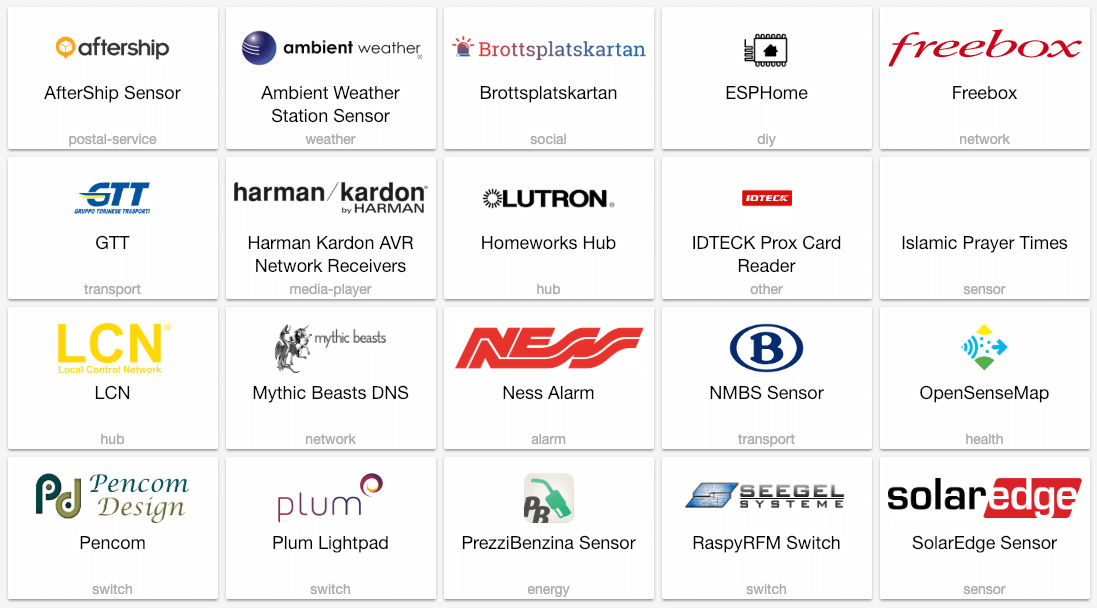 aftership
AfterShip Sensor
postal-service
ambient weather®
Ambient Weather
Station Sensor
weather
Brottsplatskartan
Brottsplatskartan
social
ESPHome
diy
freebox
Freebox
network
GTT
GRUPPO TORINESE TRASPORTI
GTT
transport
harman/kardon®
by HARMAN
Harman Kardon AVR
Network Receivers
media-player
LUTRON®
Homeworks Hub
hub
IDTECK
IDTECK Prox Card
Reader
other
Islamic Prayer Times
sensor
LCN®
Local Control Network
LCN
hub
mythic beasts
Mythic Beasts DNS
network
NESS
Ness Alarm
alarm
B
NMBS Sensor
transport
OpenSenseMap
health
Pd Pencom
Design
Pencom
switch
plum
Plum Lightpad
switch
PB
PrezziBenzina Sensor
energy
SEEGEL
SYSTEME
RaspyRFM Switch
switch
solaredge
SolarEdge Sensor
sensor